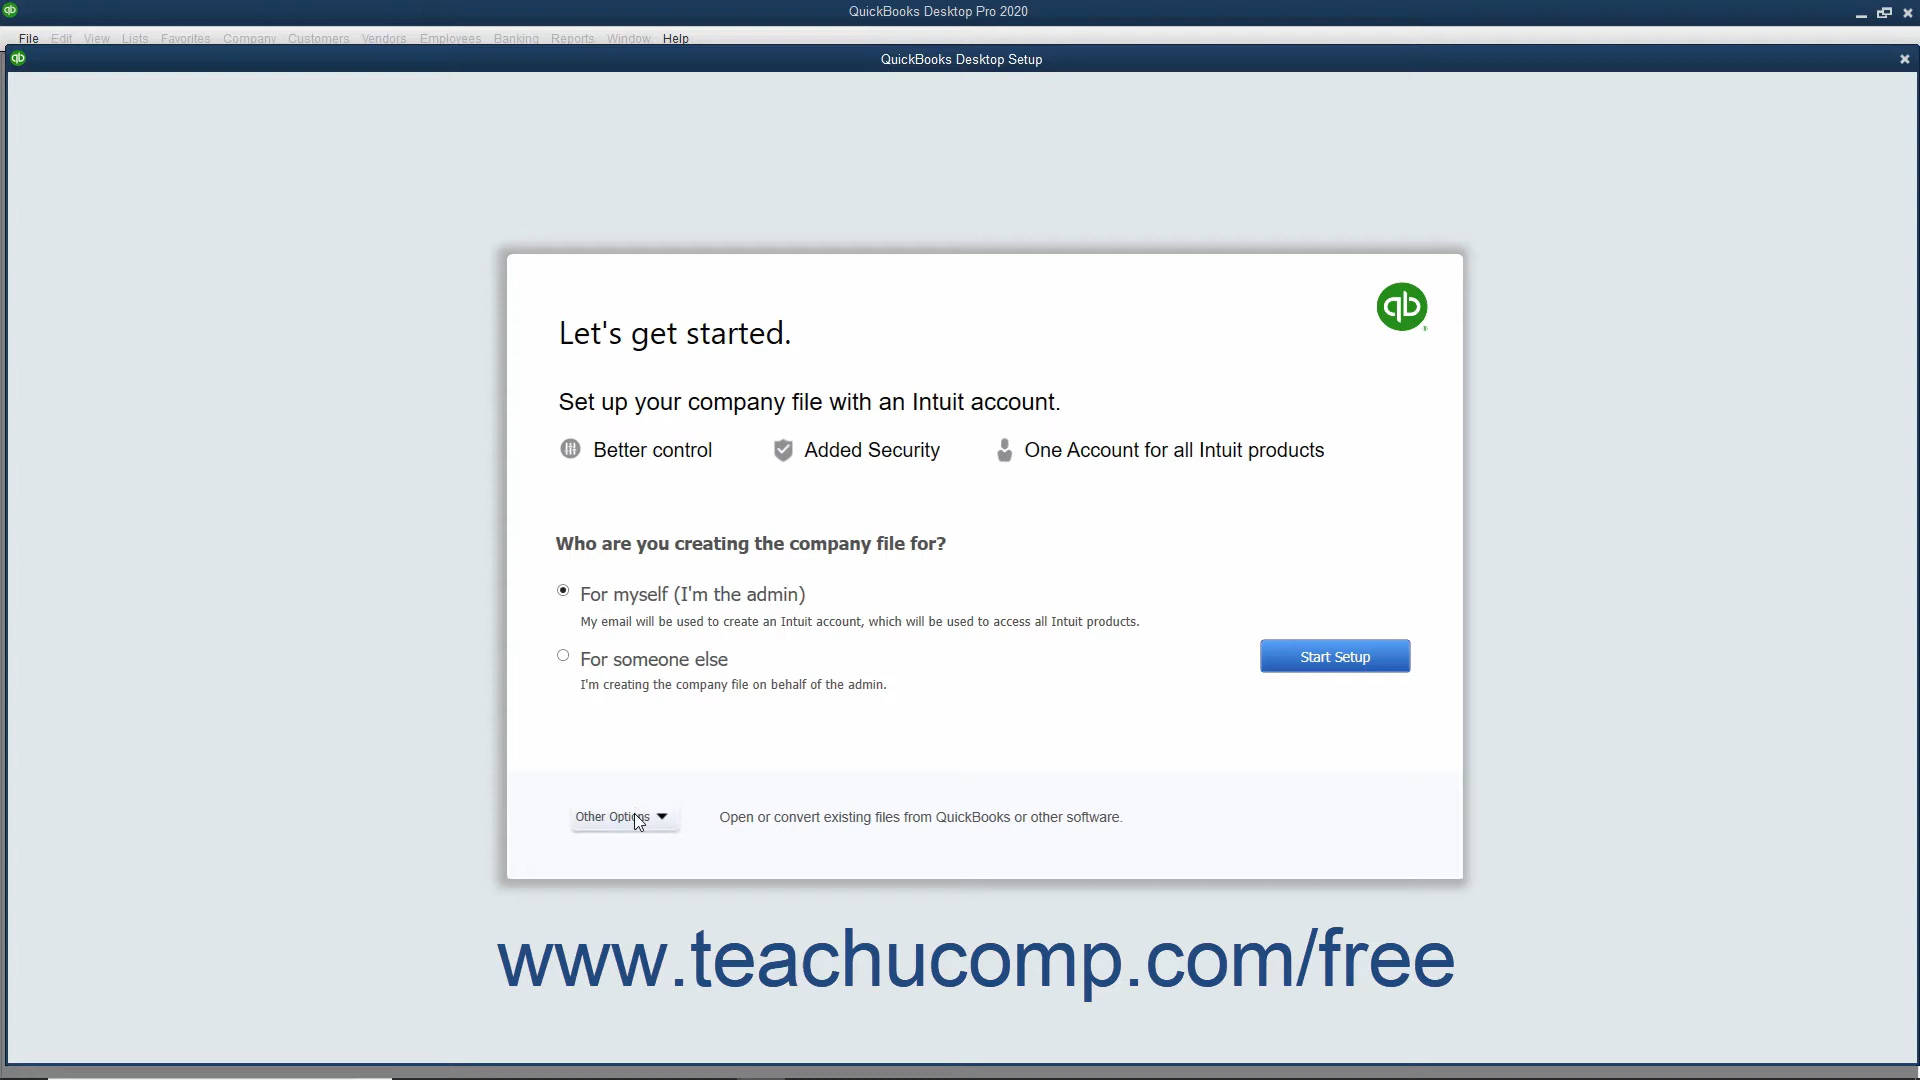 QuickBooks Desktop Pro 2020
File Edit View Lists Favorites Company Customers Vendors Employees Banking Reports Window Help
QuickBooks Desktop Setup
qb
Let's get started.
Set up your company file with an Intuit account.
Better control Added Security One Account for all Intuit products
Who are you creating the company file for?
For myself (I'm the admin)
My email will be used to create an Intuit account, which will be used to access all Intuit products.
For someone else
Start Setup
I'm creating the company file on behalf of the admin.
Other Options Open or convert existing files from QuickBooks or other software.
www.teachucomp.com/free